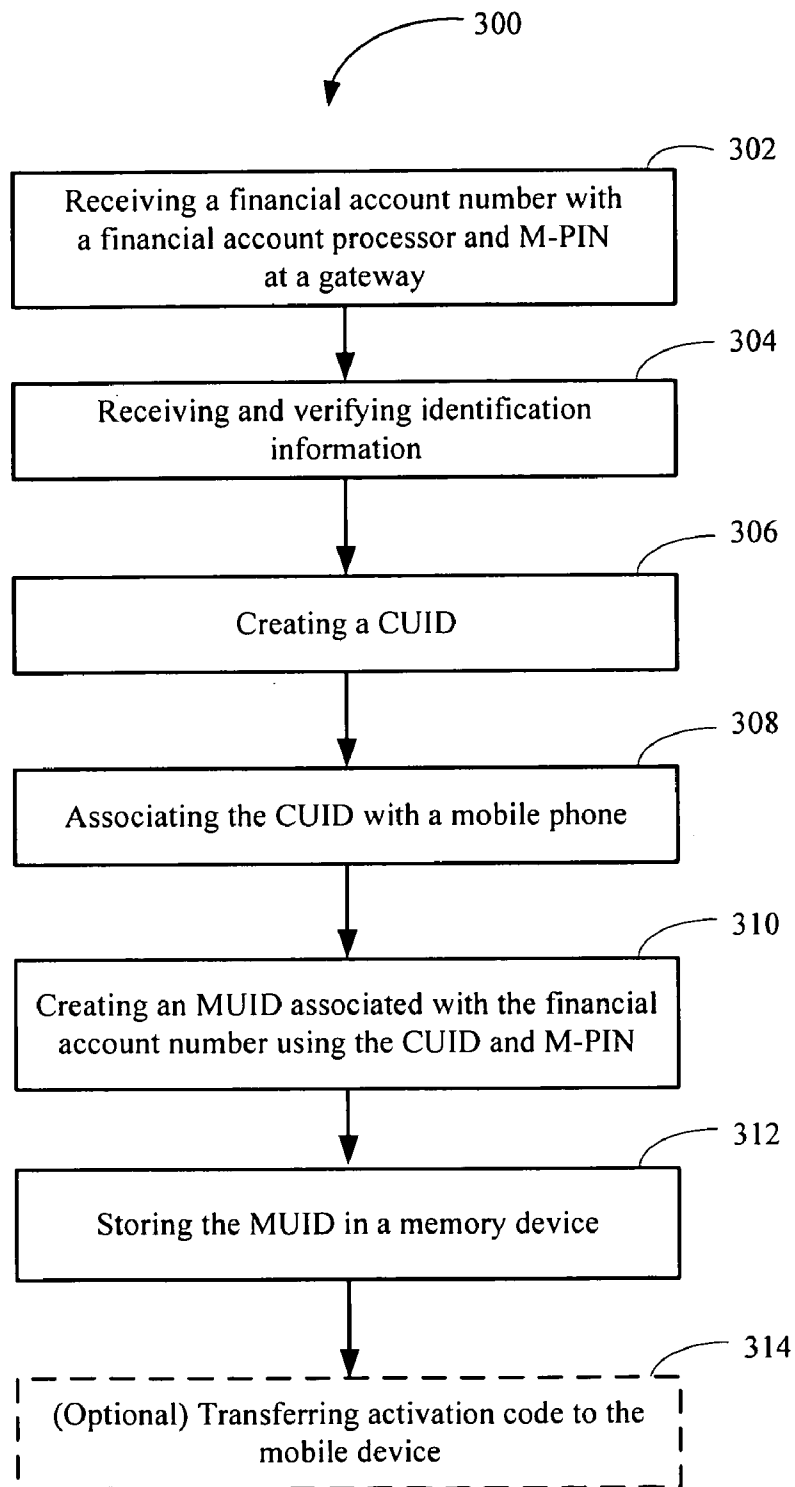 300
302
Receiving a financial account number with
a financial account processor and M-PIN
at a gateway
304
Receiving and verifying identification
information
306
Creating a CUID
308
Associating the CUID with a mobile phone
310
Creating an MUID associated with the financial
account number using the CUID and M-PIN
312
Storing the MUID in a memory device
314
(Optional) Transferring activation code to the
mobile device